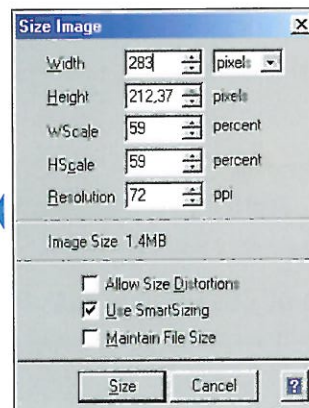 Size Image
Width 283 pixels
Height 212,37 pixels
WScale 59 percent
HScale 59 percent
Resolution 72 ppi
Image Size 1.4MB
Allow Size Distortions
Use SmartSizing
Maintain File Size
Size Cancel ?